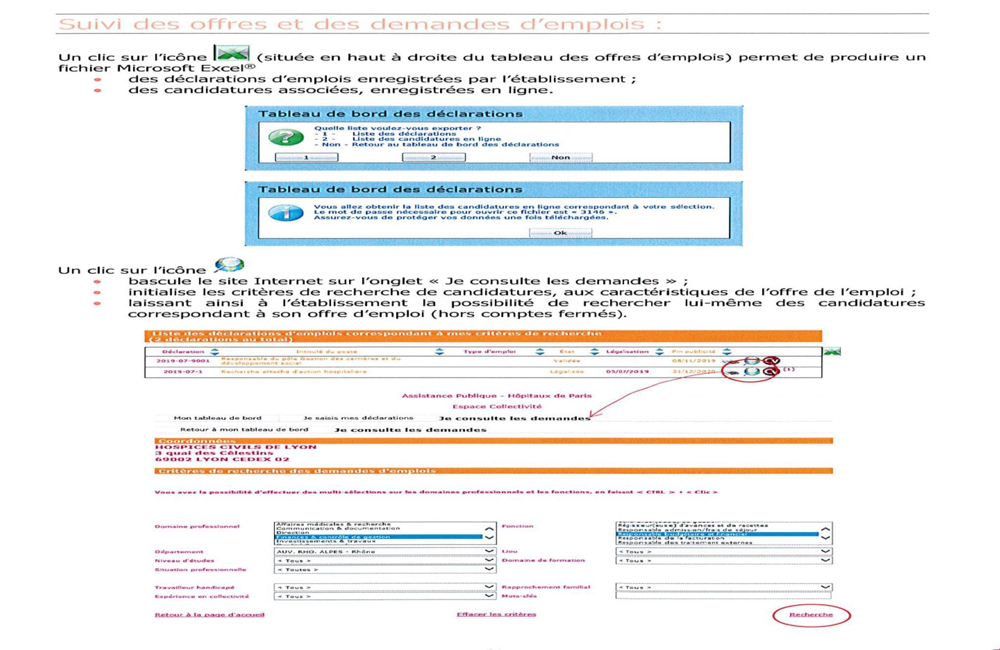 Suivi des offres et des demandes d'emplois :
Un clic sur l'icône (située en haut à droite du tableau des offres d'emplois) permet de produire un
fichier Microsoft Excel®
• des déclarations d'emplois enregistrées par l'établissement ;
• des candidatures associées, enregistrées en ligne.
Tableau de bord des déclarations
Quelle liste voulez-vous exporter ?
- 1 - Liste des déclarations
- 2 - Liste des candidatures en ligne
- Non - Retour au tableau de bord des déclarations
1 2 Non
Tableau de bord des déclarations
Vous allez obtenir la liste des candidatures en ligne correspondant à votre sélection.
Le mot de passe nécessaire pour ouvrir ce fichier est « 3146 ».
Assurez-vous de protéger vos données une fois téléchargées.
Ok
Un clic sur l'icône
• bascule le site Internet sur l'onglet « Je consulte les demandes » ;
• initialise les critères de recherche de candidatures, aux caractéristiques de l'offre de l'emploi ;
• laissant ainsi à l'établissement la possibilité de rechercher lui-même des candidatures
correspondant à son offre d'emploi (hors comptes fermés).
Liste des déclarations d'emplois correspondant à mes critères de recherche
(2 déclarations au total)
Déclaration Intitulé du poste Type d'emploi État Légalisation Fin publicité
2019-07-9001 Responsable du pôle Gestion des carrières et du
développement social Validée 08/11/2019 CV
2019-07-1 Recherche attaché d'action hospitalière Légalisée 05/07/2019 31/12/2020 CV (1)
Assistance Publique - Hôpitaux de Paris
Espace Collectivité
Mon tableau de bord Je saisis mes déclarations Je consulte les demandes
Retour à mon tableau de bord Je consulte les demandes
Coordonnées
HOSPICES CIVILS DE LYON
3 quai des Célestins
69002 LYON CEDEX 02
Critères de recherche des demandes d'emplois
Vous avez la possibilité d'effectuer des multi-sélections sur les domaines professionnels et les fonctions, en faisant < CTRL > + < Clic >
Domaine professionnel
Affaires médicales & recherche
Communication & documentation
Direction
Finances & contrôle de gestion
Investissements & travaux
Fonction
Régisseur(euse) d'avances et de recettes
Responsable admission/frais de séjour
Responsable budgétaire et financier
Responsable de la facturation
Responsable des traitement externes
Département AUV. RHO. ALPES - Rhône Lieu < Tous >
Niveau d'études < Tous > Domaine de formation < Tous >
Situation professionnelle < Toutes >
Travailleur handicapé < Tous > Rapprochement familial < Tous >
Expérience en collectivité < Tous > Mots-clés
Retour à la page d'accueil Effacer les critères Recherche